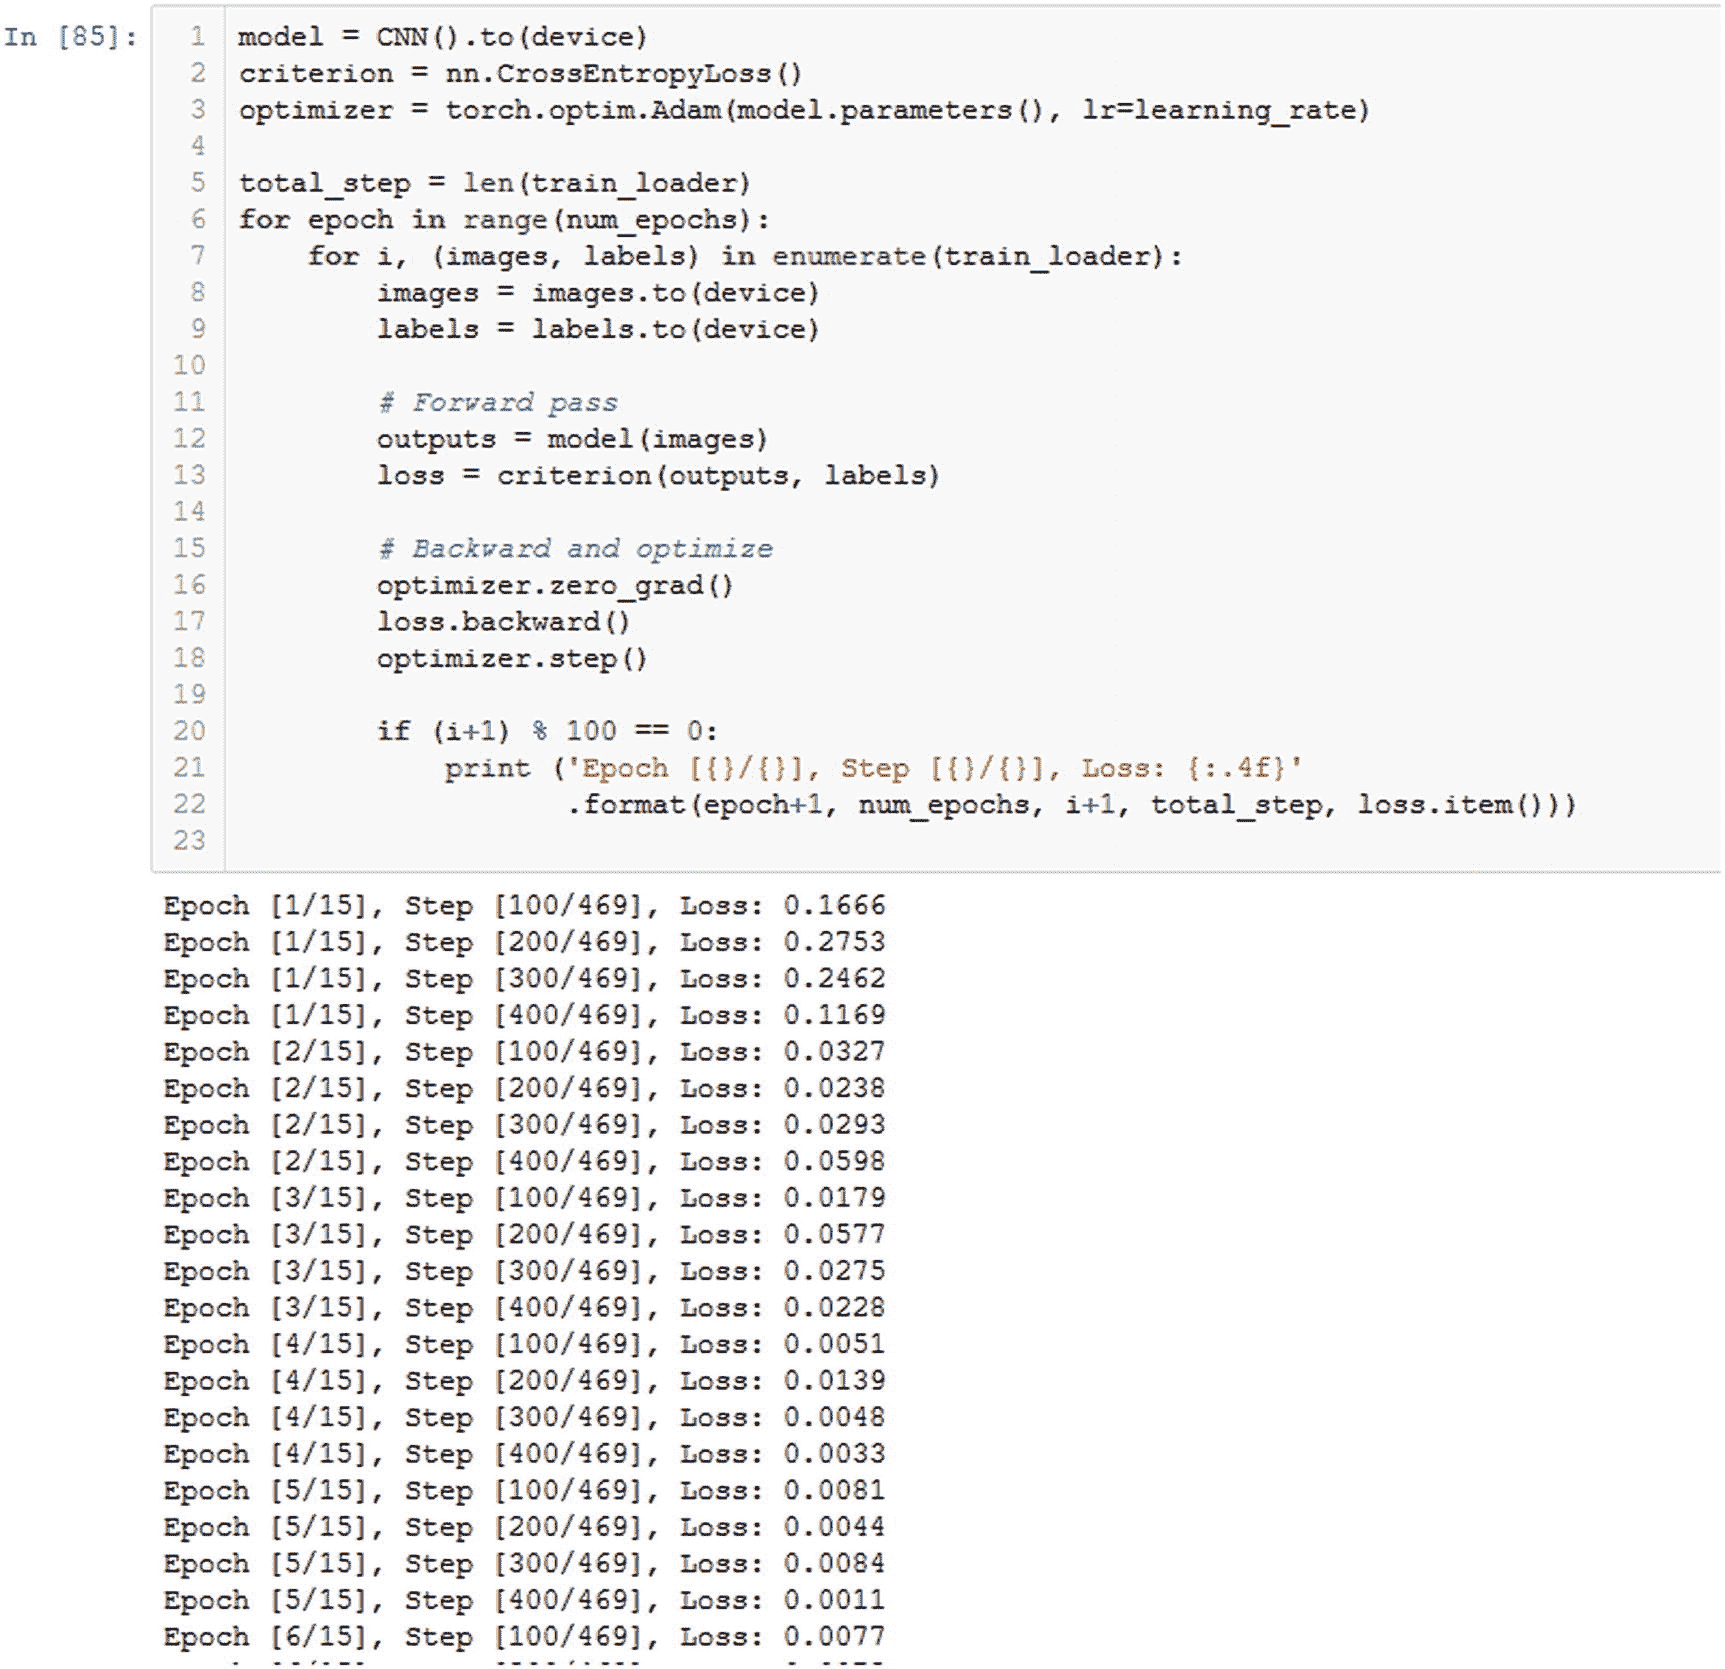 In [85]:
1 model = CNN().to(device)
2 criterion = nn.CrossEntropyLoss()
3 optimizer = torch.optim.Adam(model.parameters(), lr=learning_rate)
4
5 total_step = len(train_loader)
6 for epoch in range(num_epochs):
7     for i, (images, labels) in enumerate(train_loader):
8         images = images.to(device)
9         labels = labels.to(device)
10
11         # Forward pass
12         outputs = model(images)
13         loss = criterion(outputs, labels)
14
15         # Backward and optimize
16         optimizer.zero_grad()
17         loss.backward()
18         optimizer.step()
19
20         if (i+1) % 100 == 0:
21             print ('Epoch [{}/{}], Step [{}/{}], Loss: {:.4f}'
22                    .format(epoch+1, num_epochs, i+1, total_step, loss.item()))
23
Epoch [1/15], Step [100/469], Loss: 0.1666
Epoch [1/15], Step [200/469], Loss: 0.2753
Epoch [1/15], Step [300/469], Loss: 0.2462
Epoch [1/15], Step [400/469], Loss: 0.1169
Epoch [2/15], Step [100/469], Loss: 0.0327
Epoch [2/15], Step [200/469], Loss: 0.0238
Epoch [2/15], Step [300/469], Loss: 0.0293
Epoch [2/15], Step [400/469], Loss: 0.0598
Epoch [3/15], Step [100/469], Loss: 0.0179
Epoch [3/15], Step [200/469], Loss: 0.0577
Epoch [3/15], Step [300/469], Loss: 0.0275
Epoch [3/15], Step [400/469], Loss: 0.0228
Epoch [4/15], Step [100/469], Loss: 0.0051
Epoch [4/15], Step [200/469], Loss: 0.0139
Epoch [4/15], Step [300/469], Loss: 0.0048
Epoch [4/15], Step [400/469], Loss: 0.0033
Epoch [5/15], Step [100/469], Loss: 0.0081
Epoch [5/15], Step [200/469], Loss: 0.0044
Epoch [5/15], Step [300/469], Loss: 0.0084
Epoch [5/15], Step [400/469], Loss: 0.0011
Epoch [6/15], Step [100/469], Loss: 0.0077